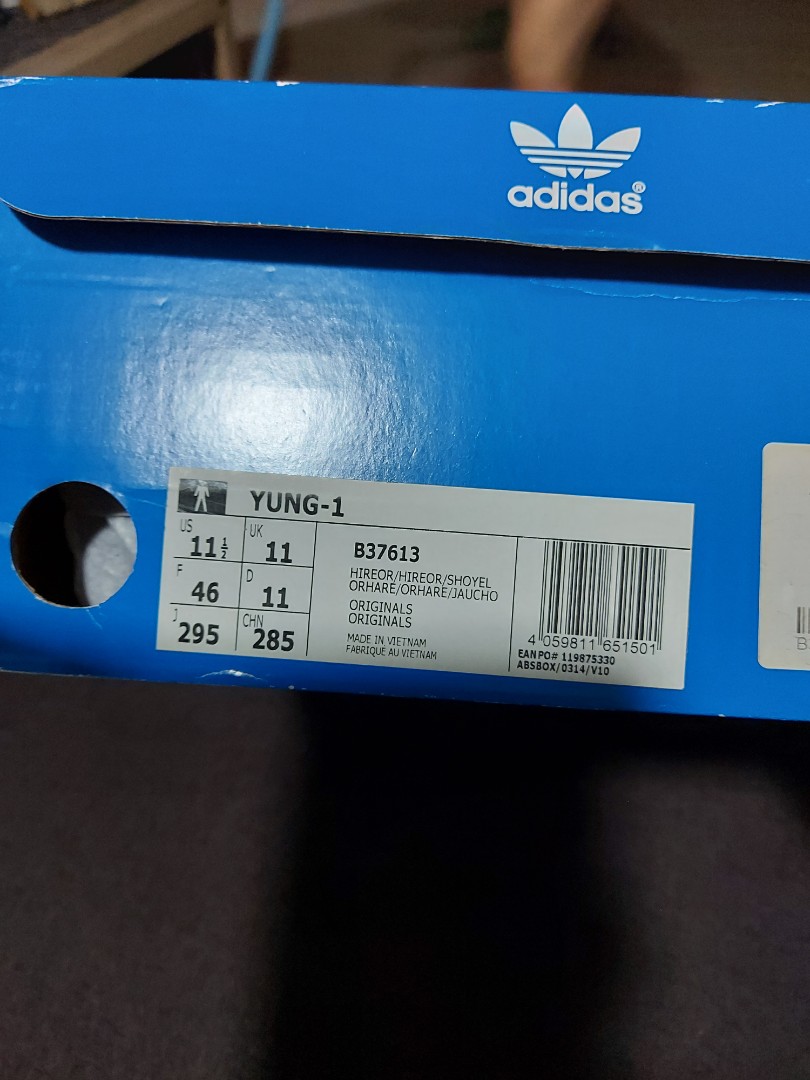 adidas®
YUNG-1
US 11½ UK 11
F 46 D 11
J 295 CHN 285
B37613
HIREOR/HIREOR/SHOYEL
ORHARE/ORHARE/JAUCHO
ORIGINALS
ORIGINALS
MADE IN VIETNAM
FABRIQUE AU VIETNAM
4 059811 651501
EAN PO# 119875330
ABSBOX/0314/V10
B